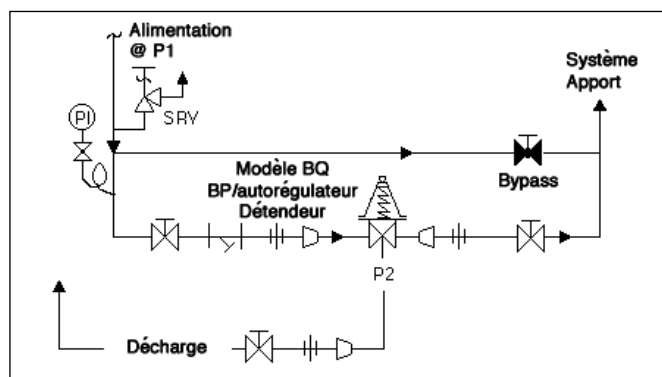 Alimentation
@ P1
Système
Apport
PI
SRV
Modèle BQ
BP/autorégulateur
Détendeur
Bypass
P2
Décharge